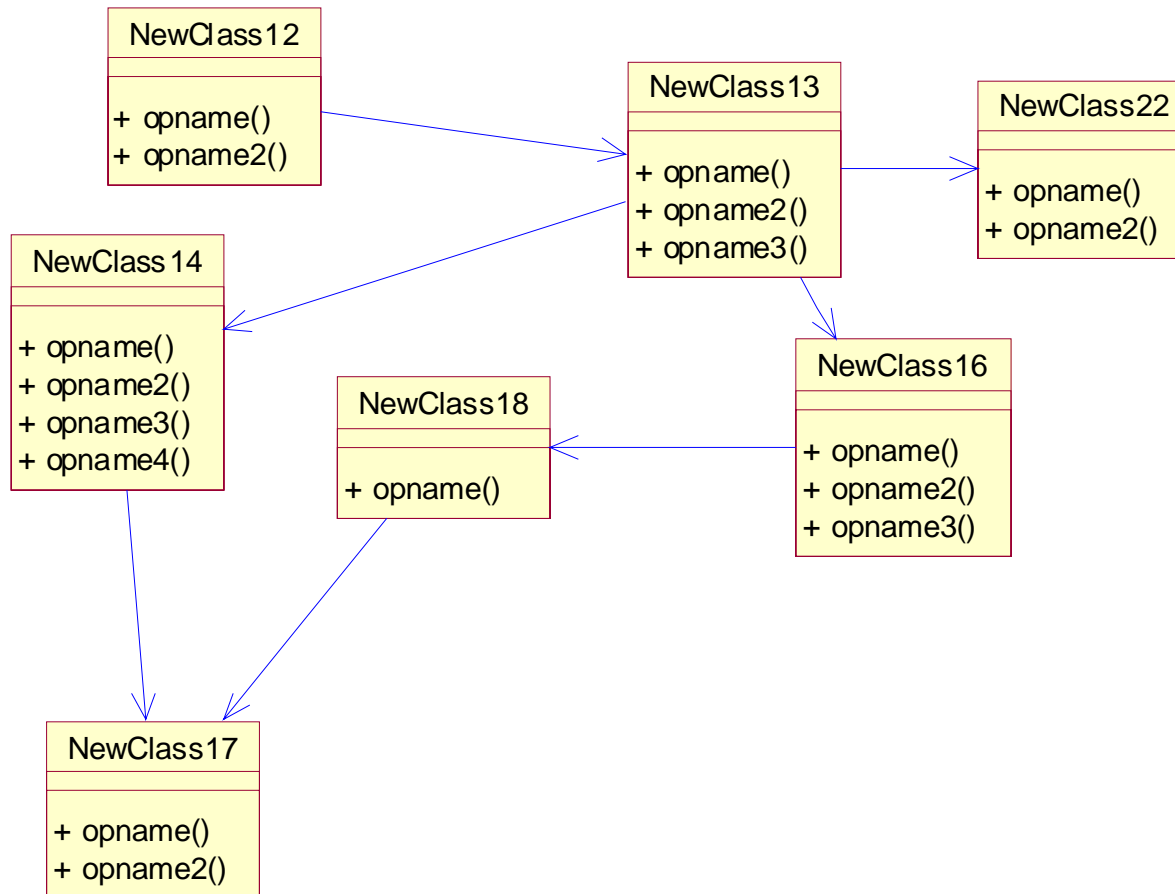 NewClass12
+ opname()
+ opname2()
NewClass13
+ opname()
+ opname2()
+ opname3()
NewClass22
+ opname()
+ opname2()
NewClass14
+ opname()
+ opname2()
+ opname3()
+ opname4()
NewClass18
+ opname()
NewClass16
+ opname()
+ opname2()
+ opname3()
NewClass17
+ opname()
+ opname2()